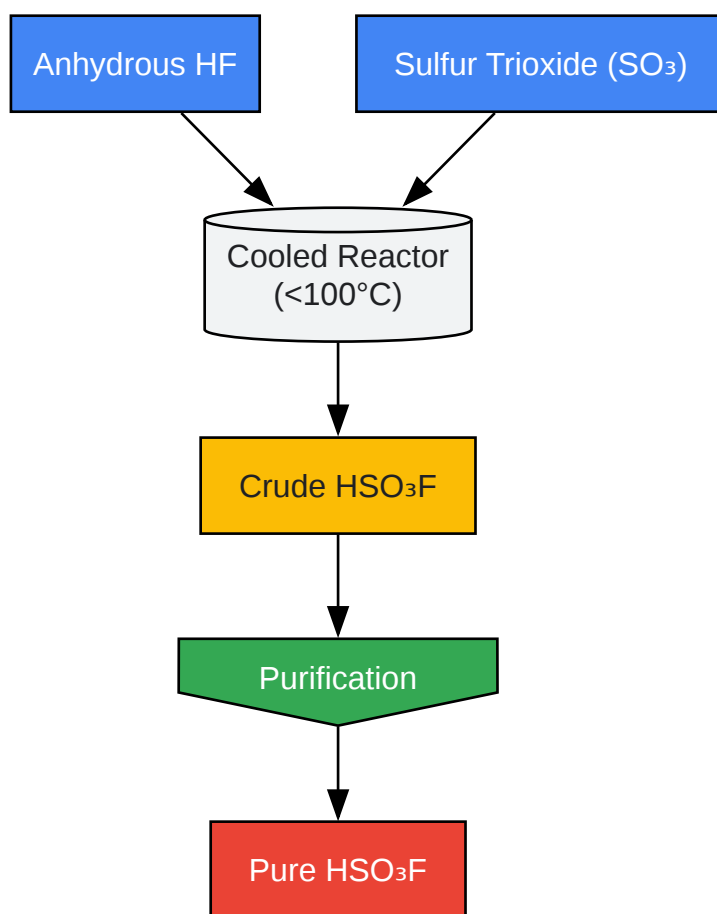 Anhydrous HF
Sulfur Trioxide (SO₃)
Cooled Reactor
(<100°C)
Crude HSO₃F
Purification
Pure HSO₃F